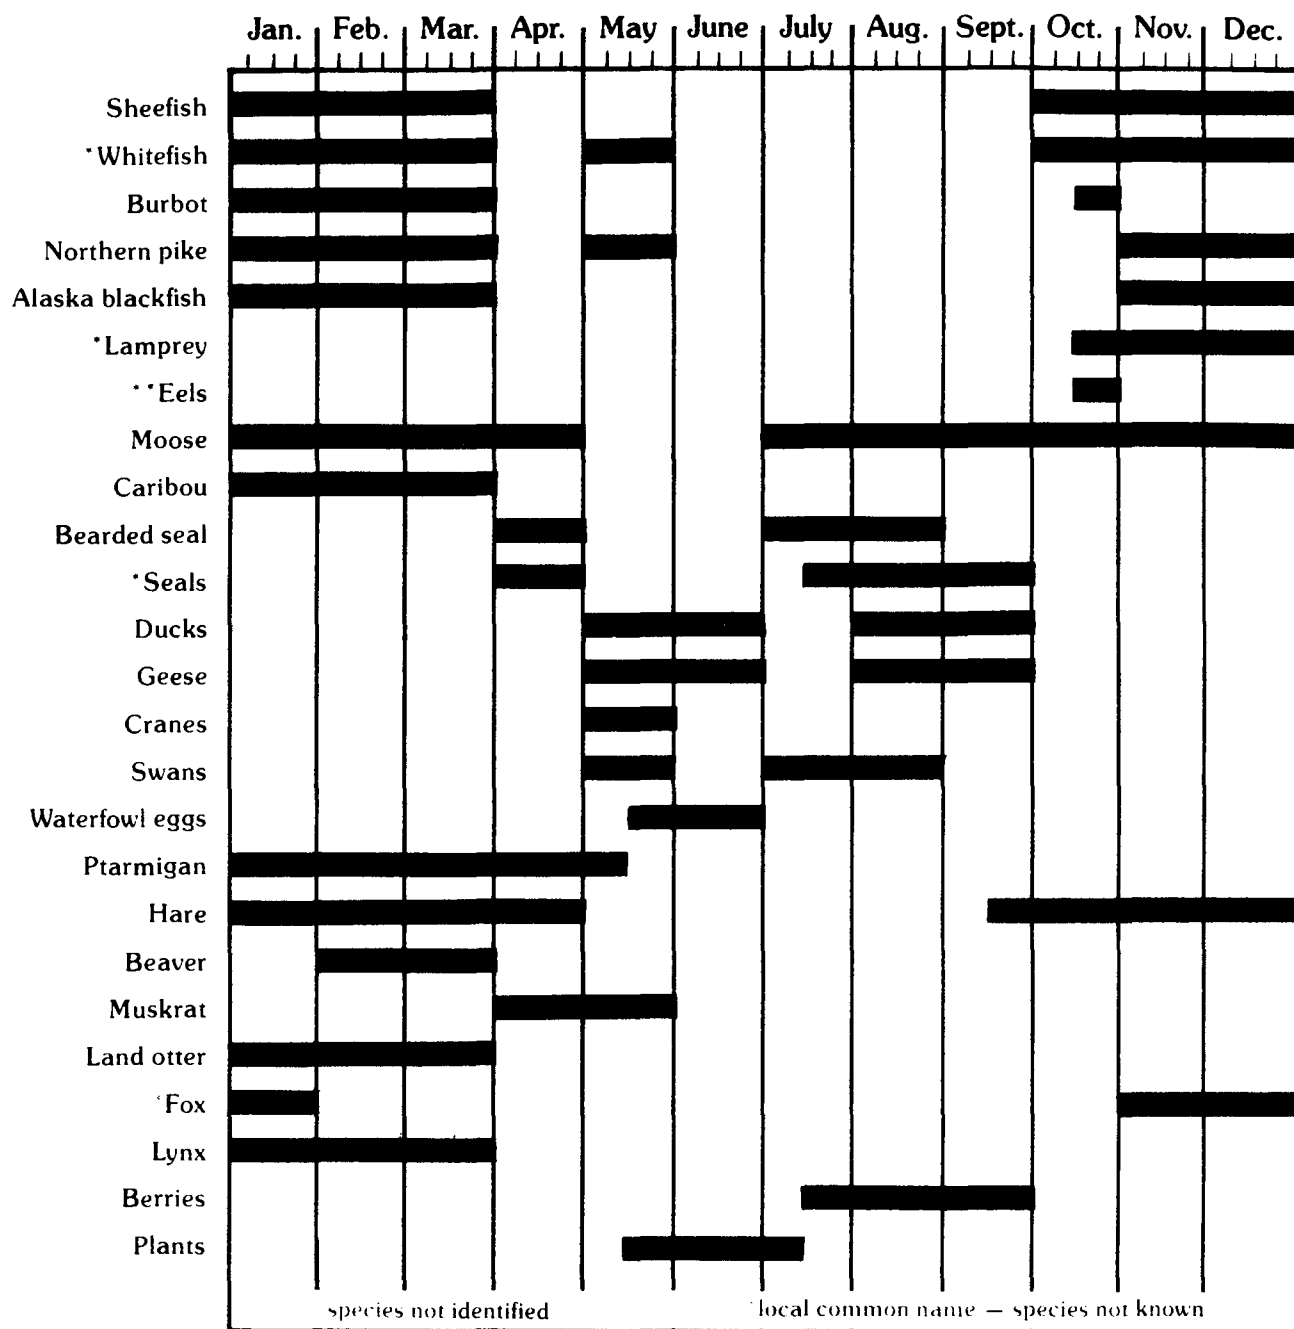 Jan. Feb. Mar. Apr. May June July Aug. Sept. Oct. Nov. Dec.
Sheefish
*Whitefish
Burbot
Northern pike
Alaska blackfish
*Lamprey
**Eels
Moose
Caribou
Bearded seal
*Seals
Ducks
Geese
Cranes
Swans
Waterfowl eggs
Ptarmigan
Hare
Beaver
Muskrat
Land otter
*Fox
Lynx
Berries
Plants
species not identified local common name — species not known